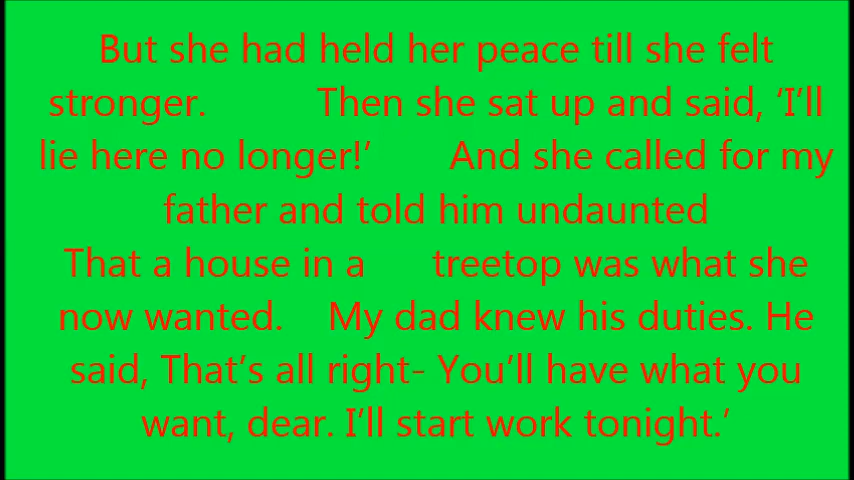 But she had held her peace till she felt
stronger. Then she sat up and said, ‘I’ll
lie here no longer!’ And she called for my
father and told him undaunted
That a house in a treetop was what she
now wanted. My dad knew his duties. He
said, That’s all right- You’ll have what you
want, dear. I’ll start work tonight.’